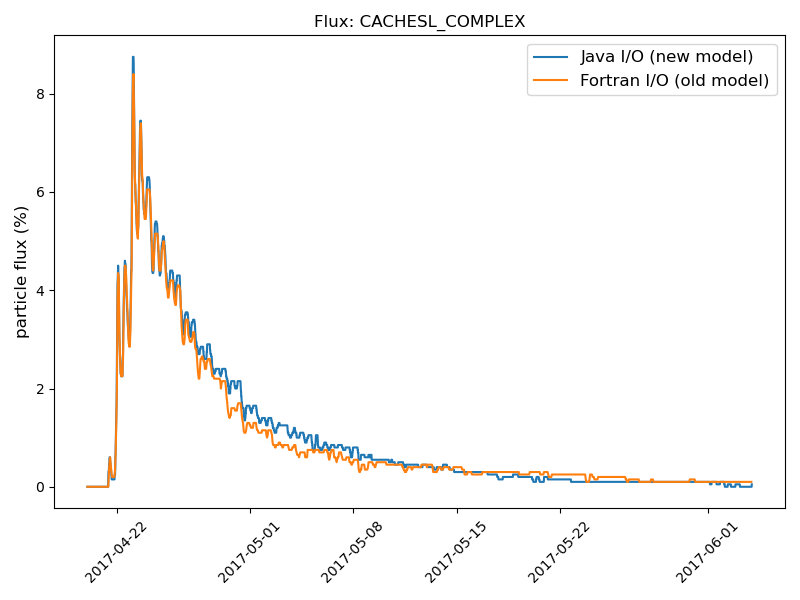 Flux: CACHESL_COMPLEX
Java I/O (new model)
Fortran I/O (old model)
particle flux (%)
8
6
4
2
0
2017-04-22
2017-05-01
2017-05-08
2017-05-15
2017-05-22
2017-06-01